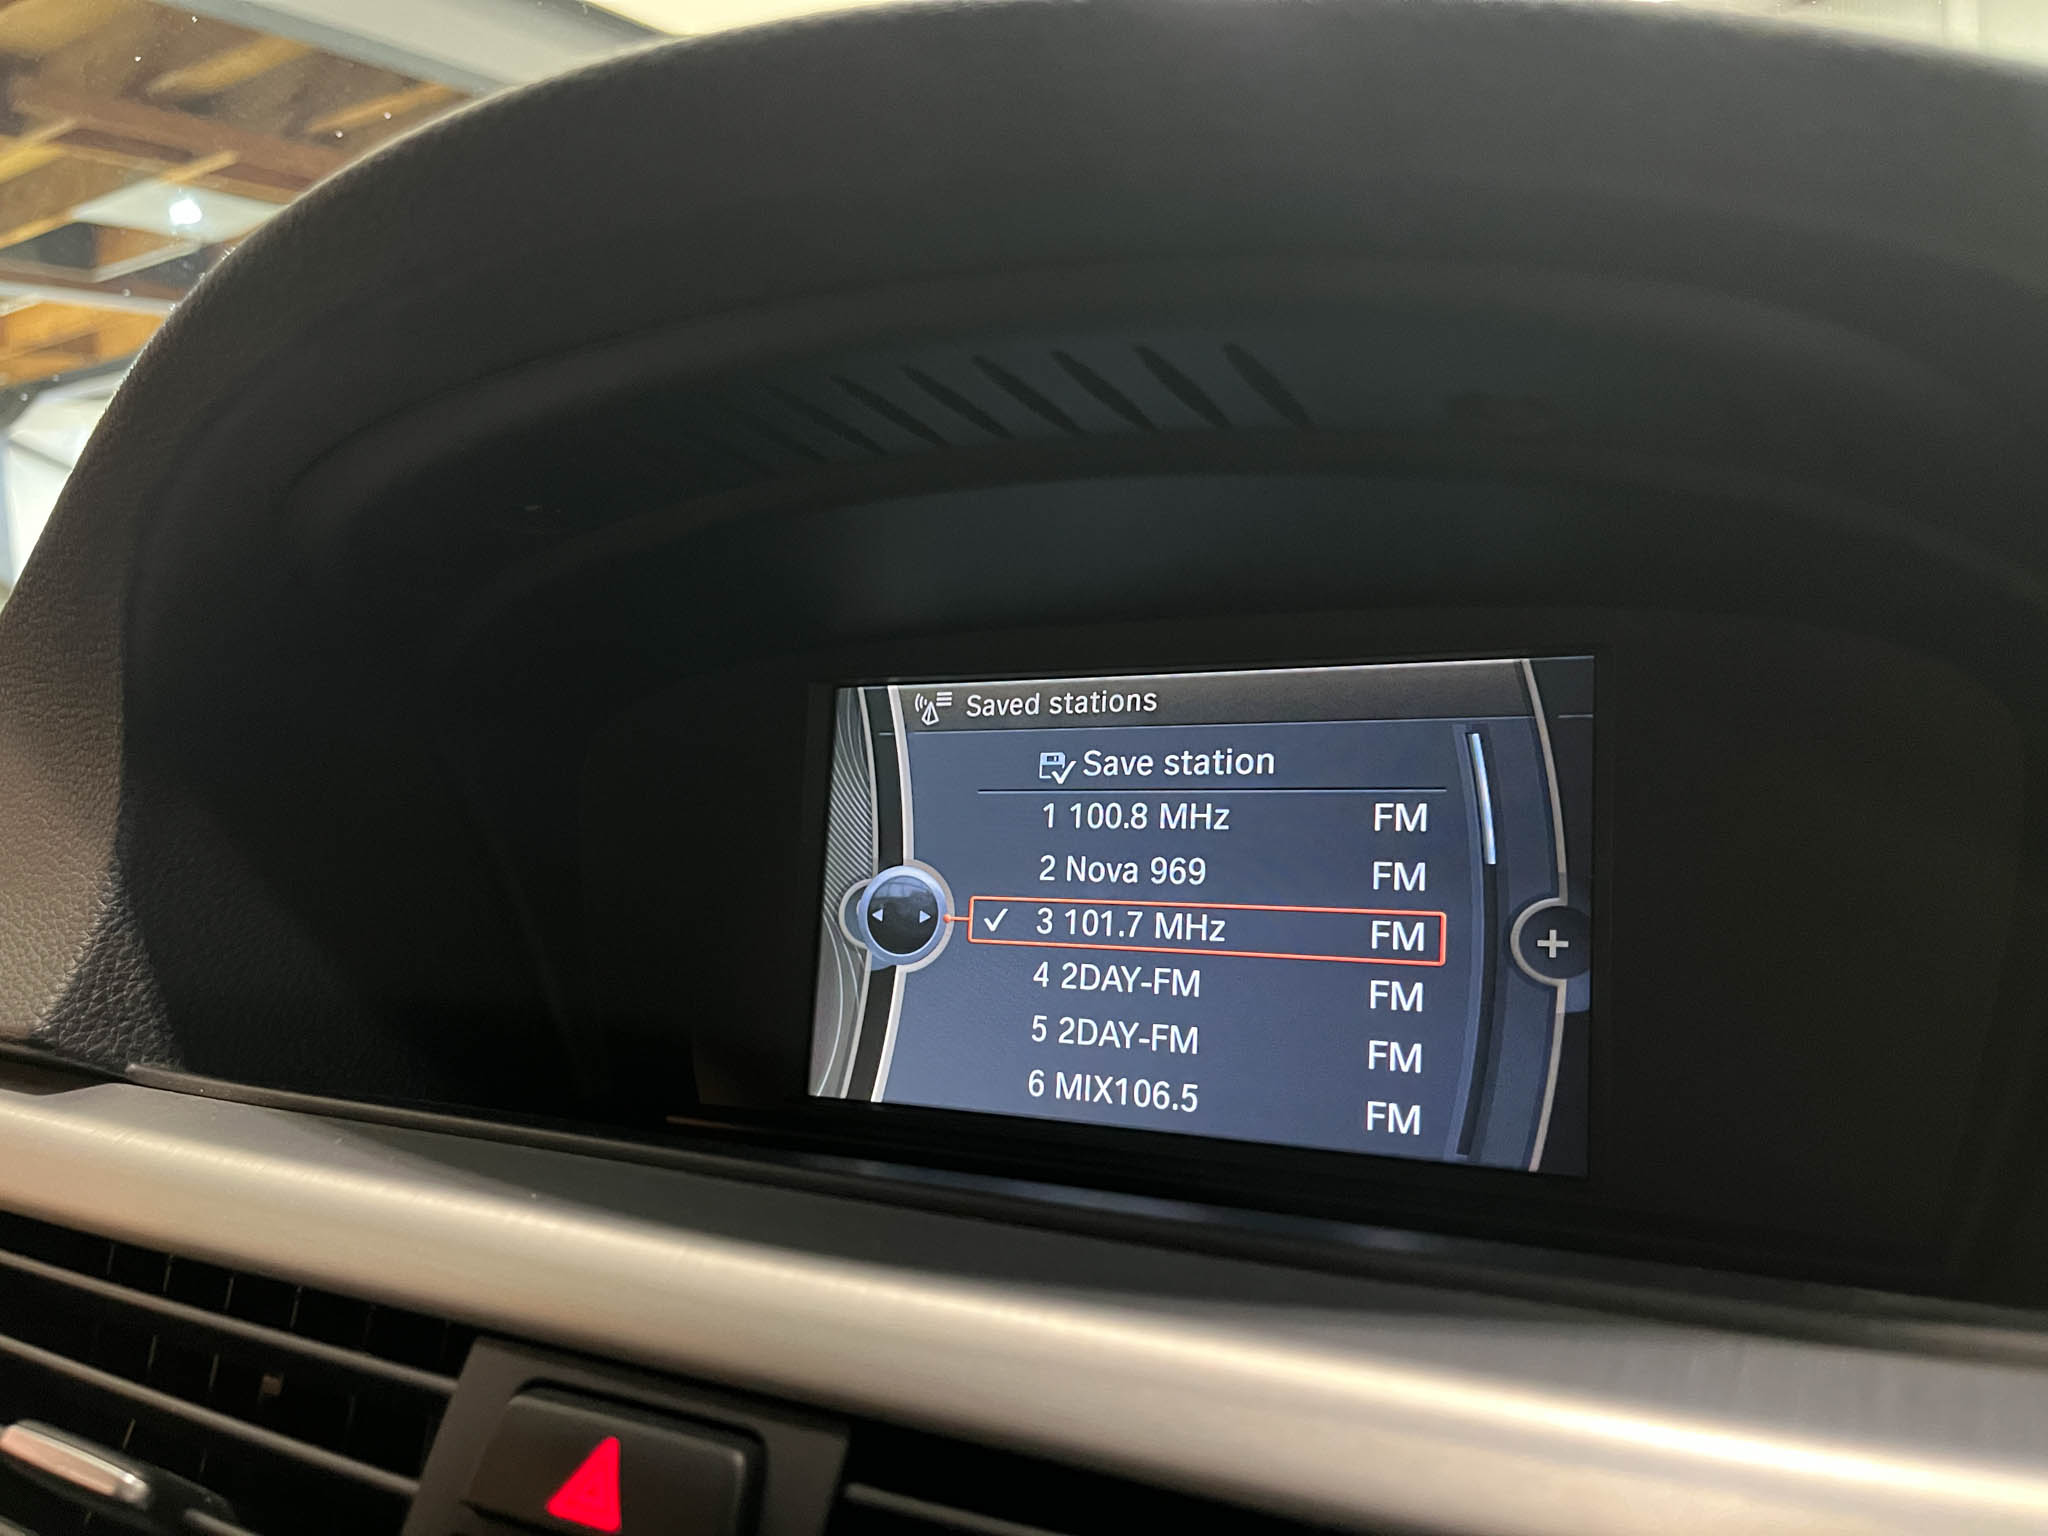 Saved stations
Save station
1 100.8 MHz FM
2 Nova 969 FM
3 101.7 MHz FM
4 2DAY-FM FM
5 2DAY-FM FM
6 MIX106.5 FM